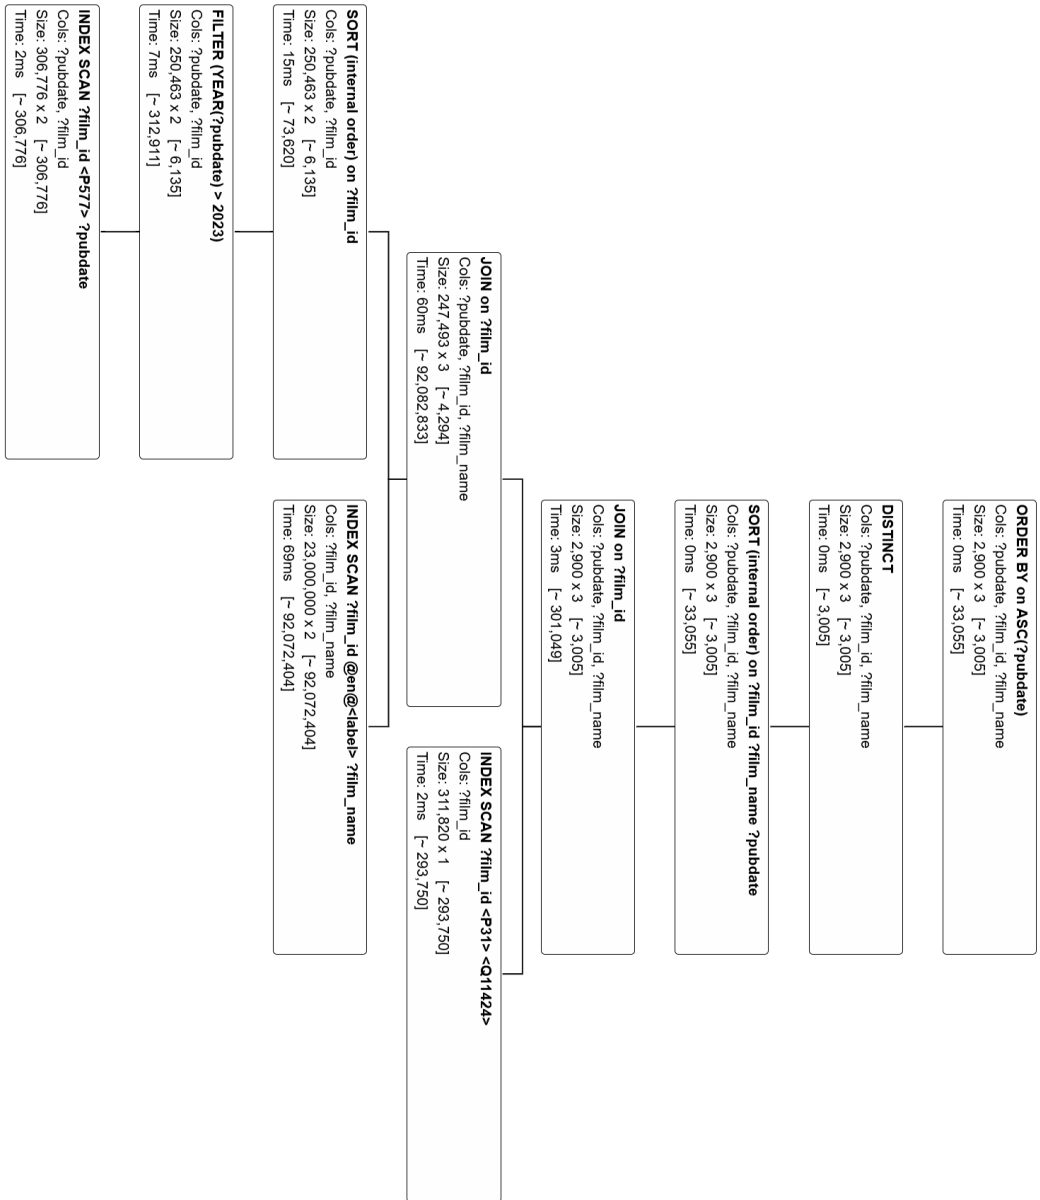 ORDER BY on ASC(?pubdate)
Cols: ?pubdate, ?film_id, ?film_name
Size: 2,900 x 3 [~ 3,005]
Time: 0ms [~ 33,055]
DISTINCT
Cols: ?pubdate, ?film_id, ?film_name
Size: 2,900 x 3 [~ 3,005]
Time: 0ms [~ 3,005]
SORT (internal order) on ?film_id ?film_name ?pubdate
Cols: ?pubdate, ?film_id, ?film_name
Size: 2,900 x 3 [~ 3,005]
Time: 0ms [~ 33,055]
JOIN on ?film_id
Cols: ?pubdate, ?film_id, ?film_name
Size: 2,900 x 3 [~ 3,005]
Time: 3ms [~ 301,049]
JOIN on ?film_id
Cols: ?pubdate, ?film_id, ?film_name
Size: 247,493 x 3 [~ 4,294]
Time: 60ms [~ 92,082,833]
INDEX SCAN ?film_id <P31> <Q11424>
Cols: ?film_id
Size: 311,820 x 1 [~ 293,750]
Time: 2ms [~ 293,750]
SORT (internal order) on ?film_id
Cols: ?pubdate, ?film_id
Size: 250,463 x 2 [~ 6,135]
Time: 15ms [~ 73,620]
INDEX SCAN ?film_id @en@<label> ?film_name
Cols: ?film_id, ?film_name
Size: 23,000,000 x 2 [~ 92,072,404]
Time: 69ms [~ 92,072,404]
FILTER (YEAR(?pubdate) > 2023)
Cols: ?pubdate, ?film_id
Size: 250,463 x 2 [~ 6,135]
Time: 7ms [~ 312,911]
INDEX SCAN ?film_id <P577> ?pubdate
Cols: ?pubdate, ?film_id
Size: 306,776 x 2 [~ 306,776]
Time: 2ms [~ 306,776]